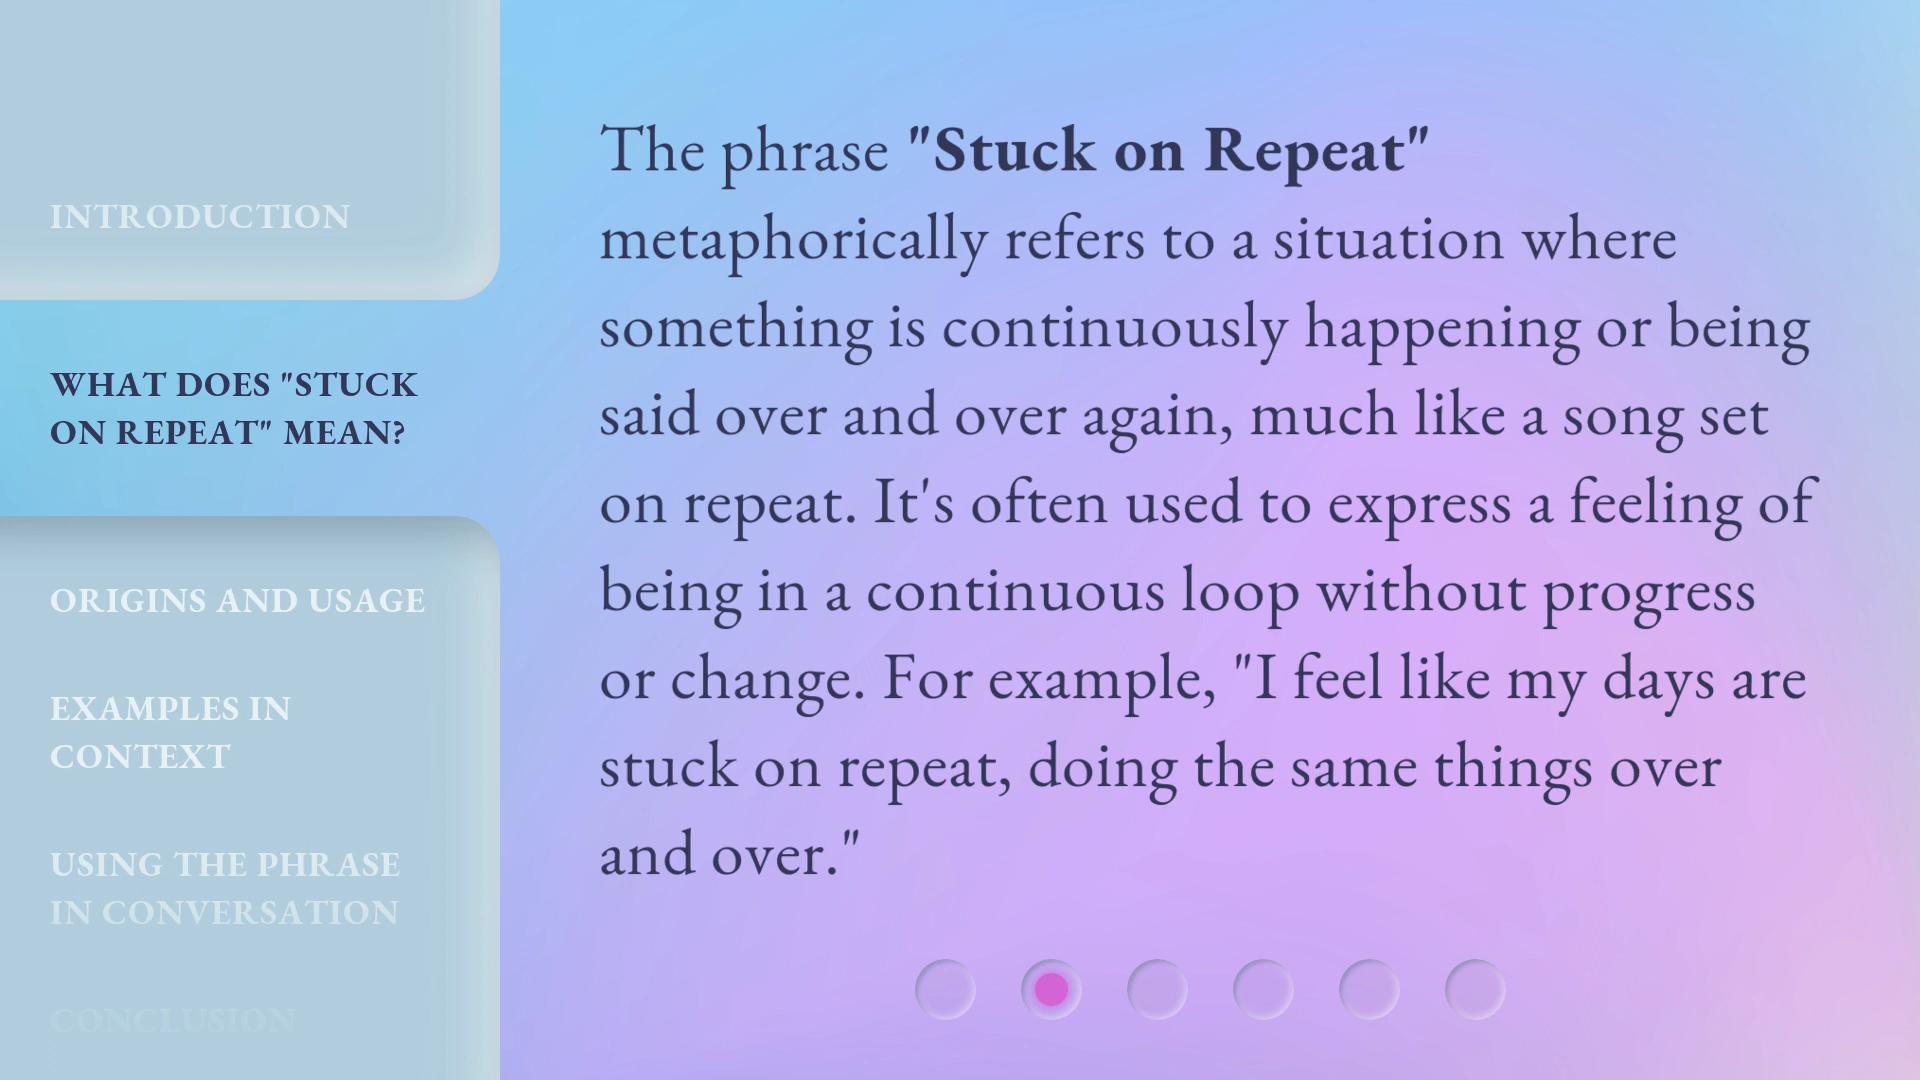 INTRODUCTION
WHAT DOES "STUCK
ON REPEAT" MEAN?
ORIGINS AND USAGE
EXAMPLES IN
CONTEXT
USING THE PHRASE
IN CONVERSATION
CONCLUSION
The phrase "Stuck on Repeat"
metaphorically refers to a situation where
something is continuously happening or being
said over and over again, much like a song set
on repeat. It's often used to express a feeling of
being in a continuous loop without progress
or change. For example, "I feel like my days are
stuck on repeat, doing the same things over
and over."